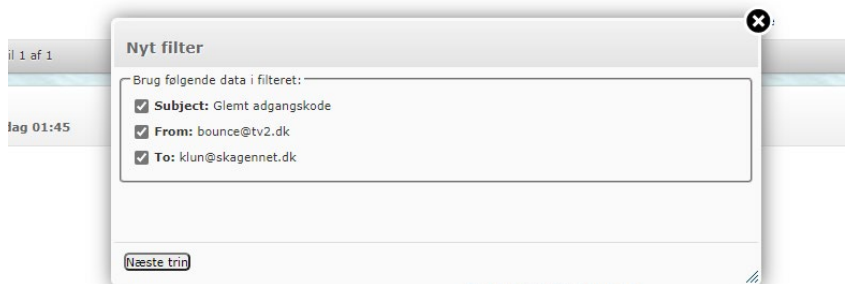 il 1 af 1
Nyt filter
Brug følgende data i filteret:
Subject: Glemt adgangskode
From: bounce@tv2.dk
dag 01:45
To: klun@skagennet.dk
Næste trin